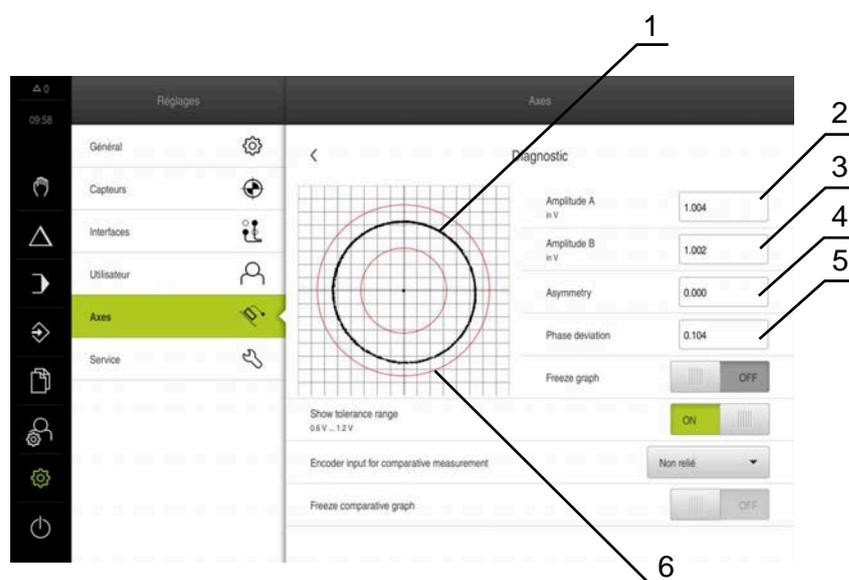 1
△ 0
Réglages
Axes
09:58
2
Général
Diagnostic
3
Capteurs
Amplitude A
in V
1.004
4
Interfaces
Amplitude B
in V
1.002
5
Utilisateur
Asymmetry
0.000
Axes
Phase deviation
0.104
Service
Freeze graph
OFF
Show tolerance range
0.6 V ... 1.2 V
ON
Encoder input for comparative measurement
Non relié
Freeze comparative graph
OFF
6